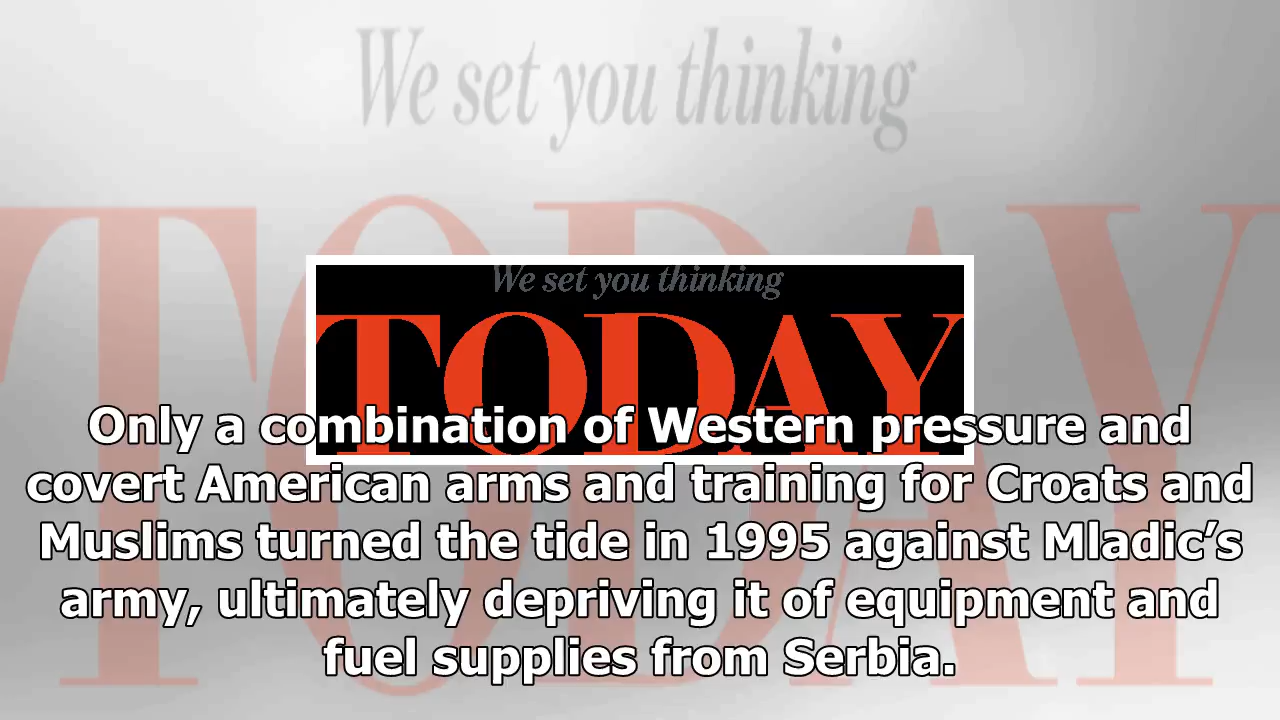 We set you thinking
TODAY
We set you thinking
TODAY
Only a combination of Western pressure and
covert American arms and training for Croats and
Muslims turned the tide in 1995 against Mladic’s
army, ultimately depriving it of equipment and
fuel supplies from Serbia.